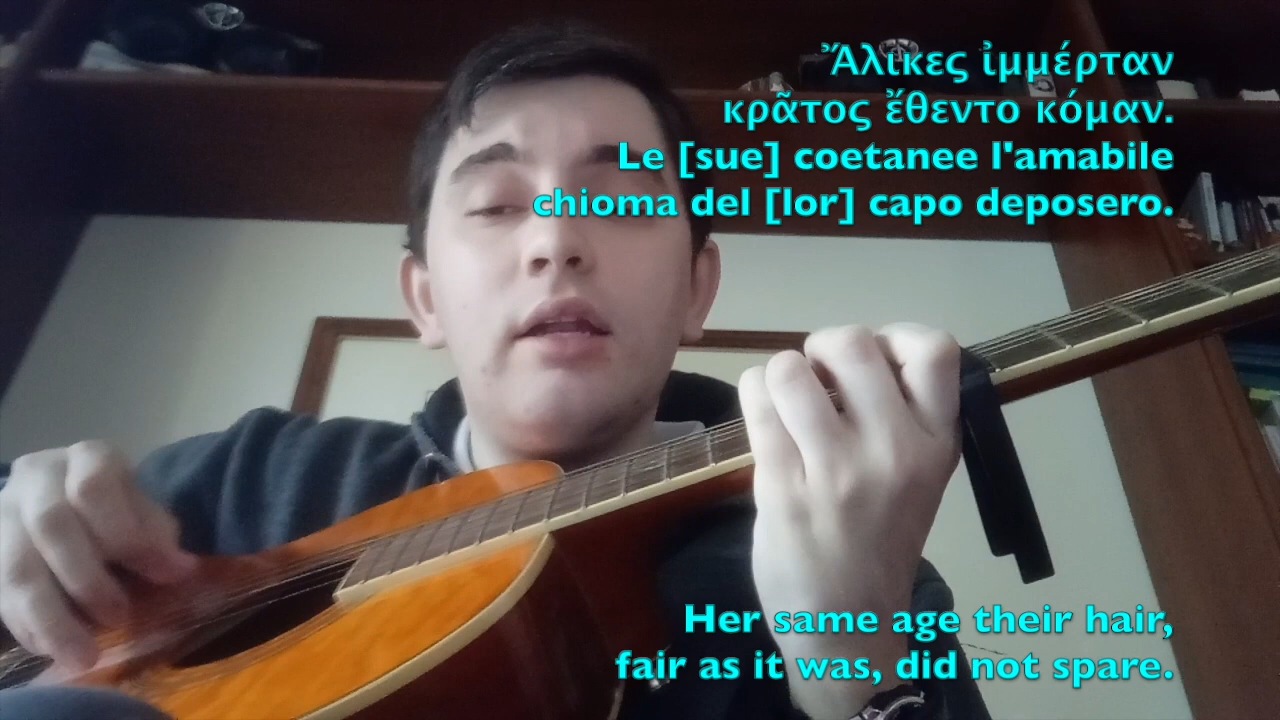 Ἄλικες ἰμμέρταν
κρᾶτος ἔθεντο κόμαν.
Le [sue] coetanee l'amabile
chioma del [lor] capo deposero.
Her same age their hair,
fair as it was, did not spare.